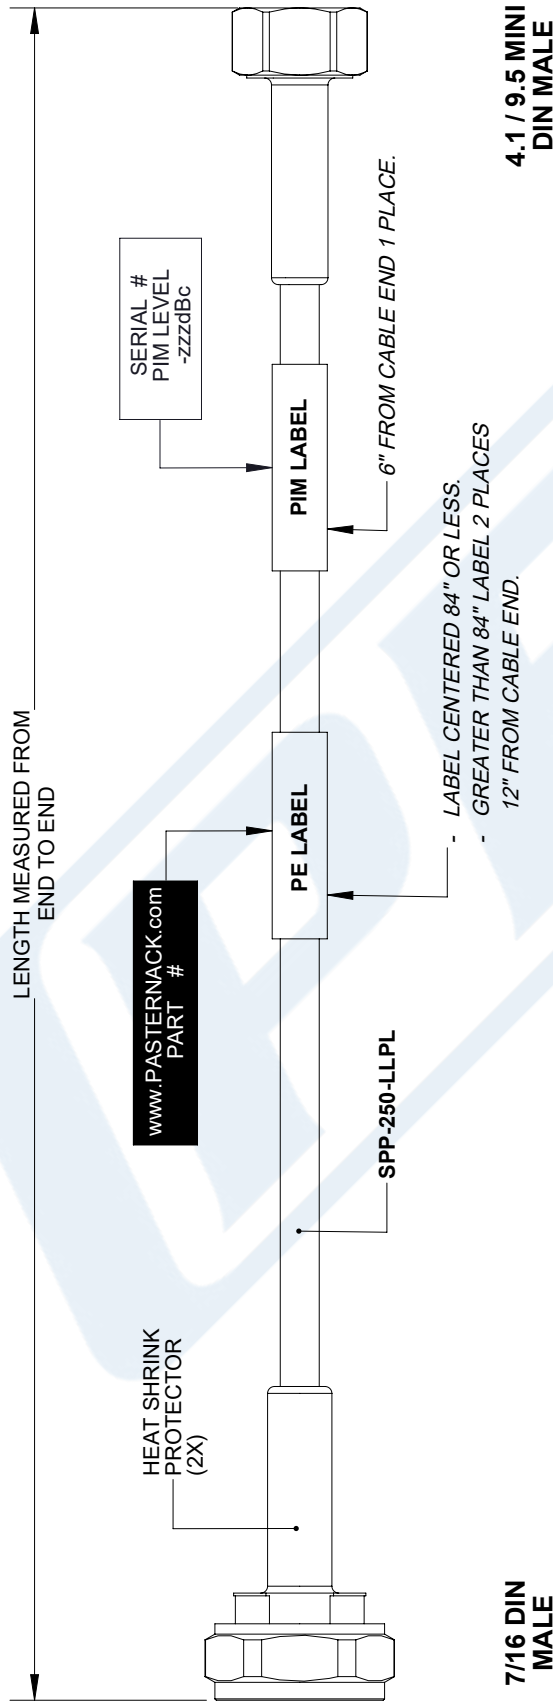 LENGTH MEASURED FROM
END TO END
HEAT SHRINK
PROTECTOR
(2X)
www.PASTERNACK.com
PART #
SERIAL #
PIM LEVEL
-zzzdBc
PE LABEL
PIM LABEL
SPP-250-LLPL
- LABEL CENTERED 84" OR LESS.
- GREATER THAN 84" LABEL 2 PLACES
12" FROM CABLE END.
6" FROM CABLE END 1 PLACE.
7/16 DIN
MALE
4.1 / 9.5 MINI
DIN MALE